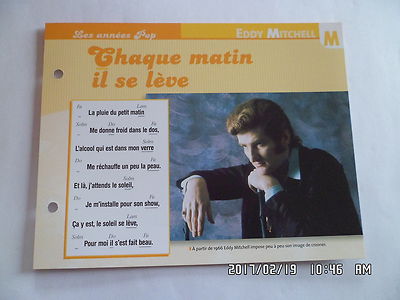 Les années Pop
EDDY MITCHELL
M
Chaque matin
il se lève
Fa Lam
La pluie du petit matin
Solm Do Fa
Me donne froid dans le dos,
Solm
L'alcool qui est dans mon verre
Do Fa
Me réchauffe un peu la peau.
Solm
Et là, j'attends le soleil,
Do Fa
Je m'installe pour son show,
Lam
Ça y est, le soleil se lève,
Solm Do Fa
Pour moi il s'est fait beau.
A partir de 1966 Eddy Mitchell impose peu à peu son image de crooner.
2017/02/19 10:46 AM